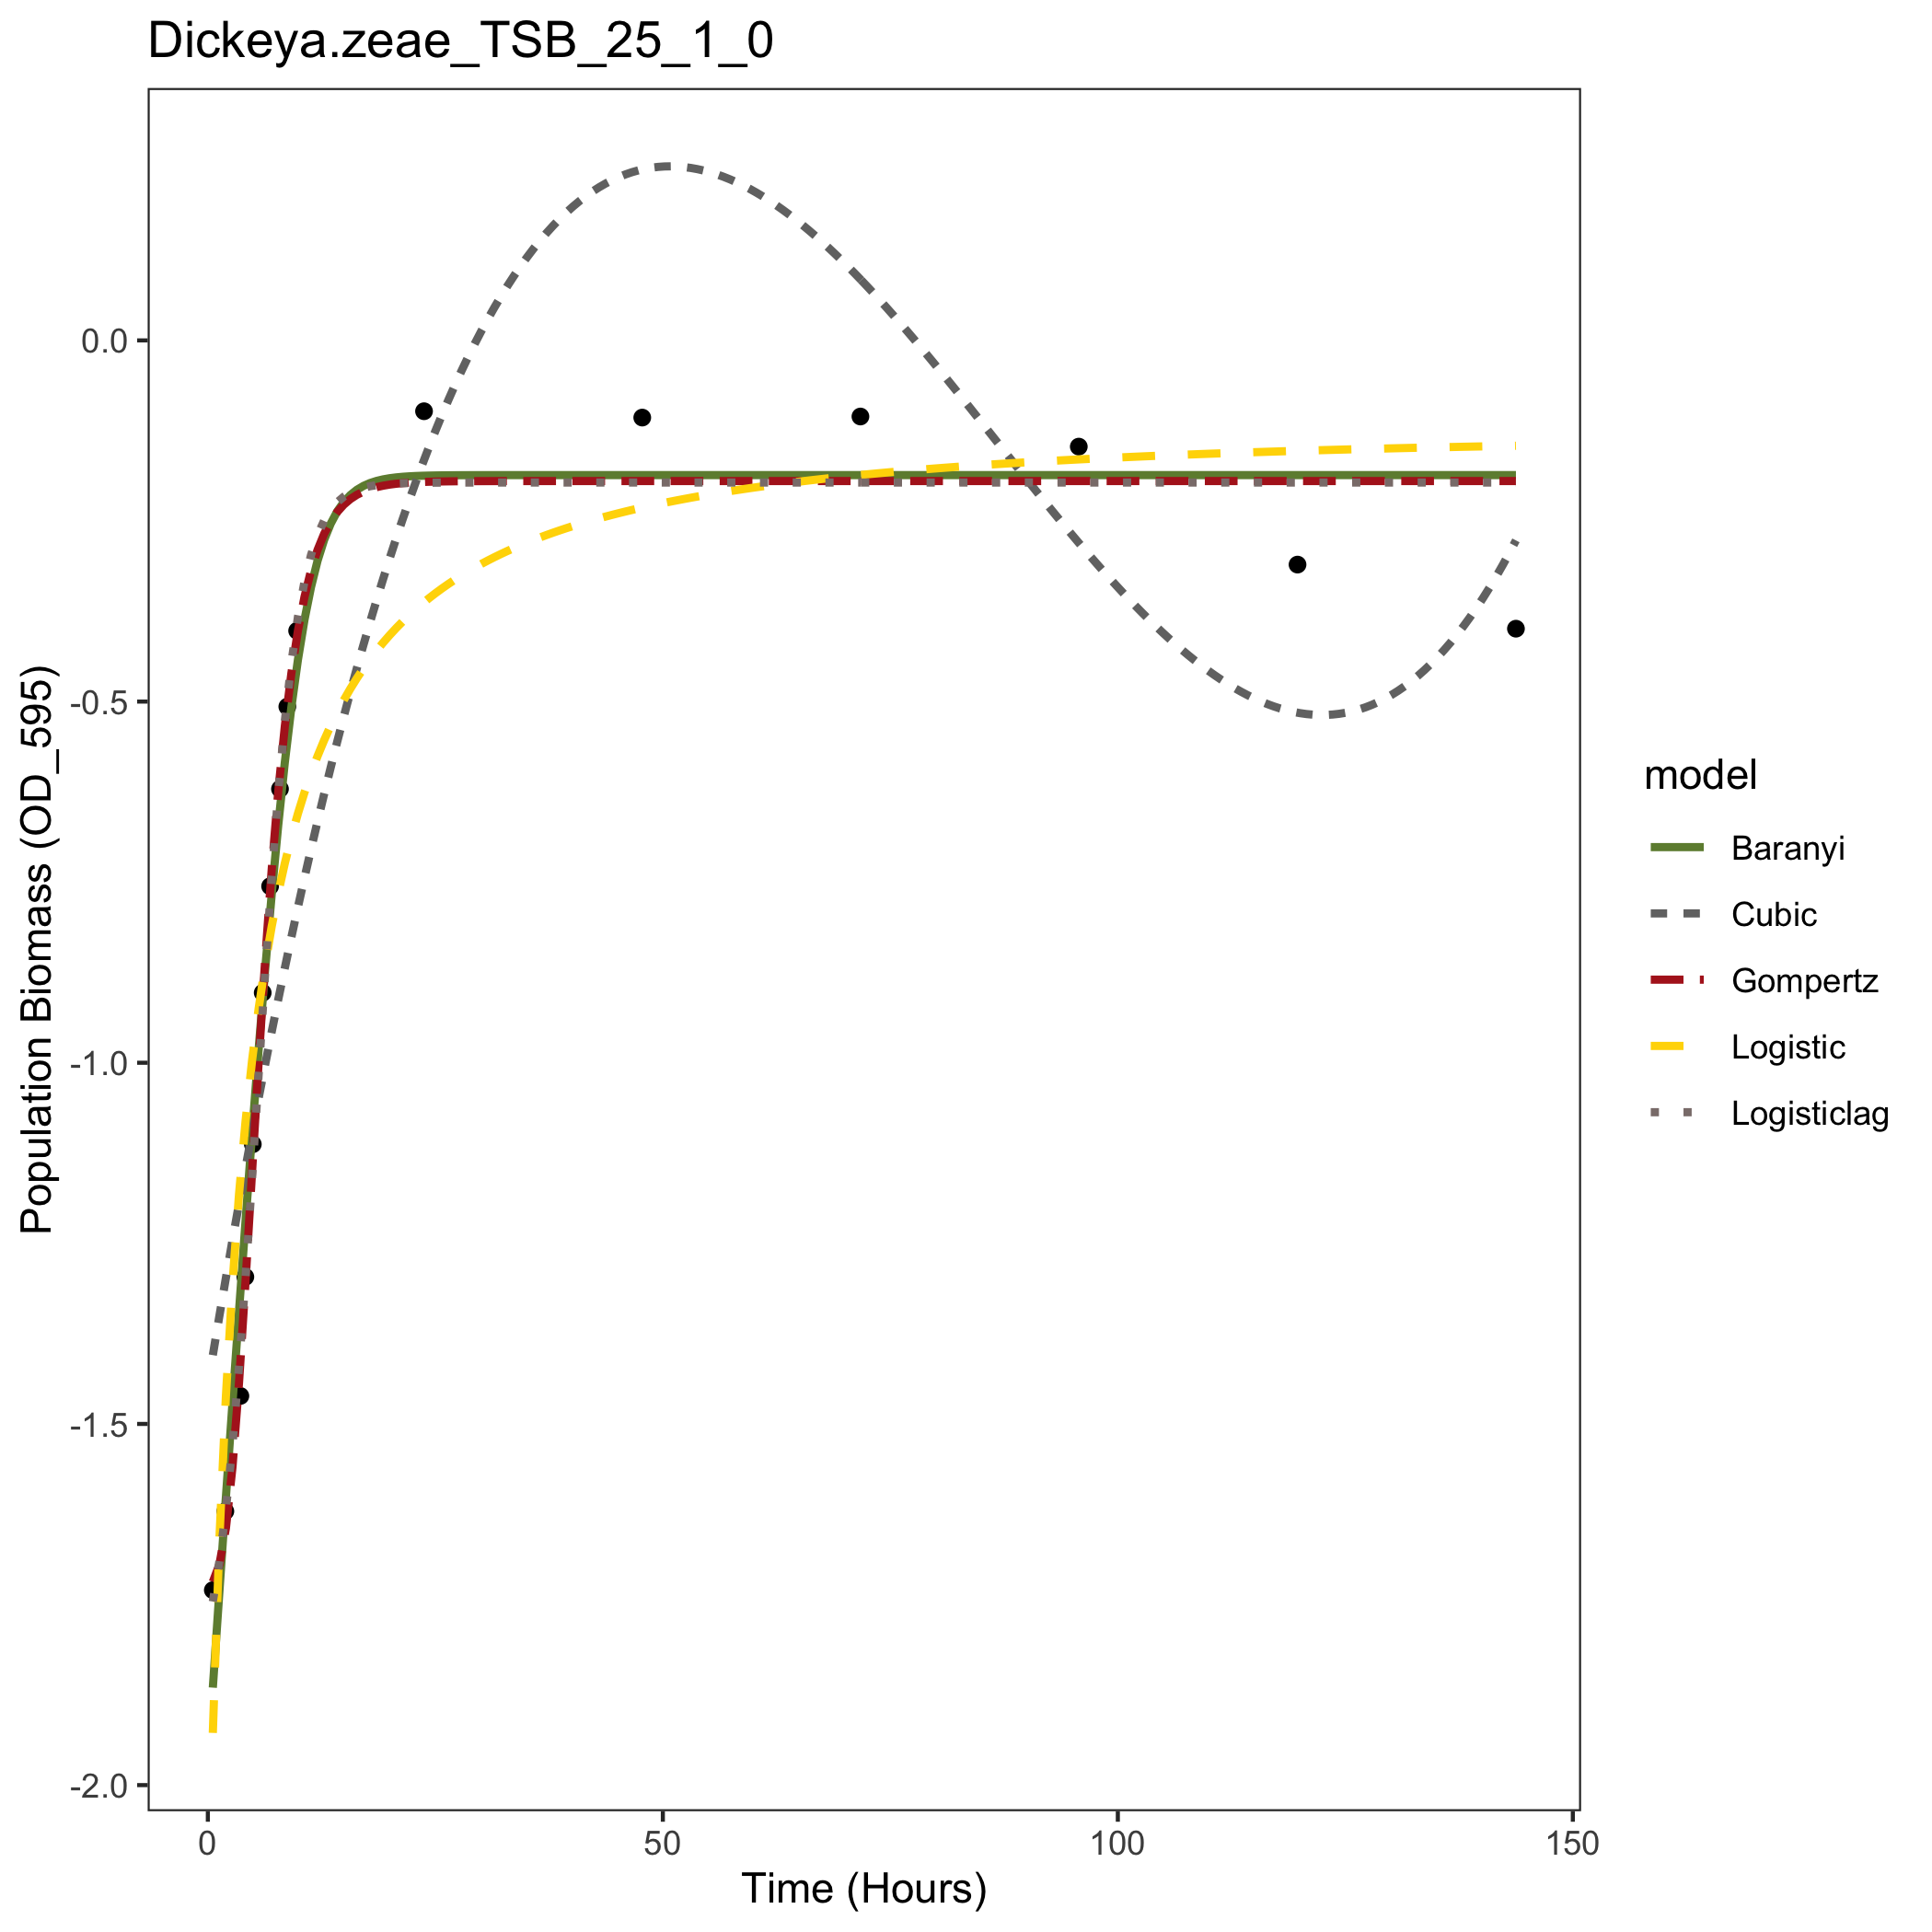 Dickeya.zeae_TSB_25_1_0
Population Biomass (OD_595)
0.0
-0.5
-1.0
-1.5
-2.0
0
50
100
150
Time (Hours)
model
Baranyi
Cubic
Gompertz
Logistic
Logisticlag